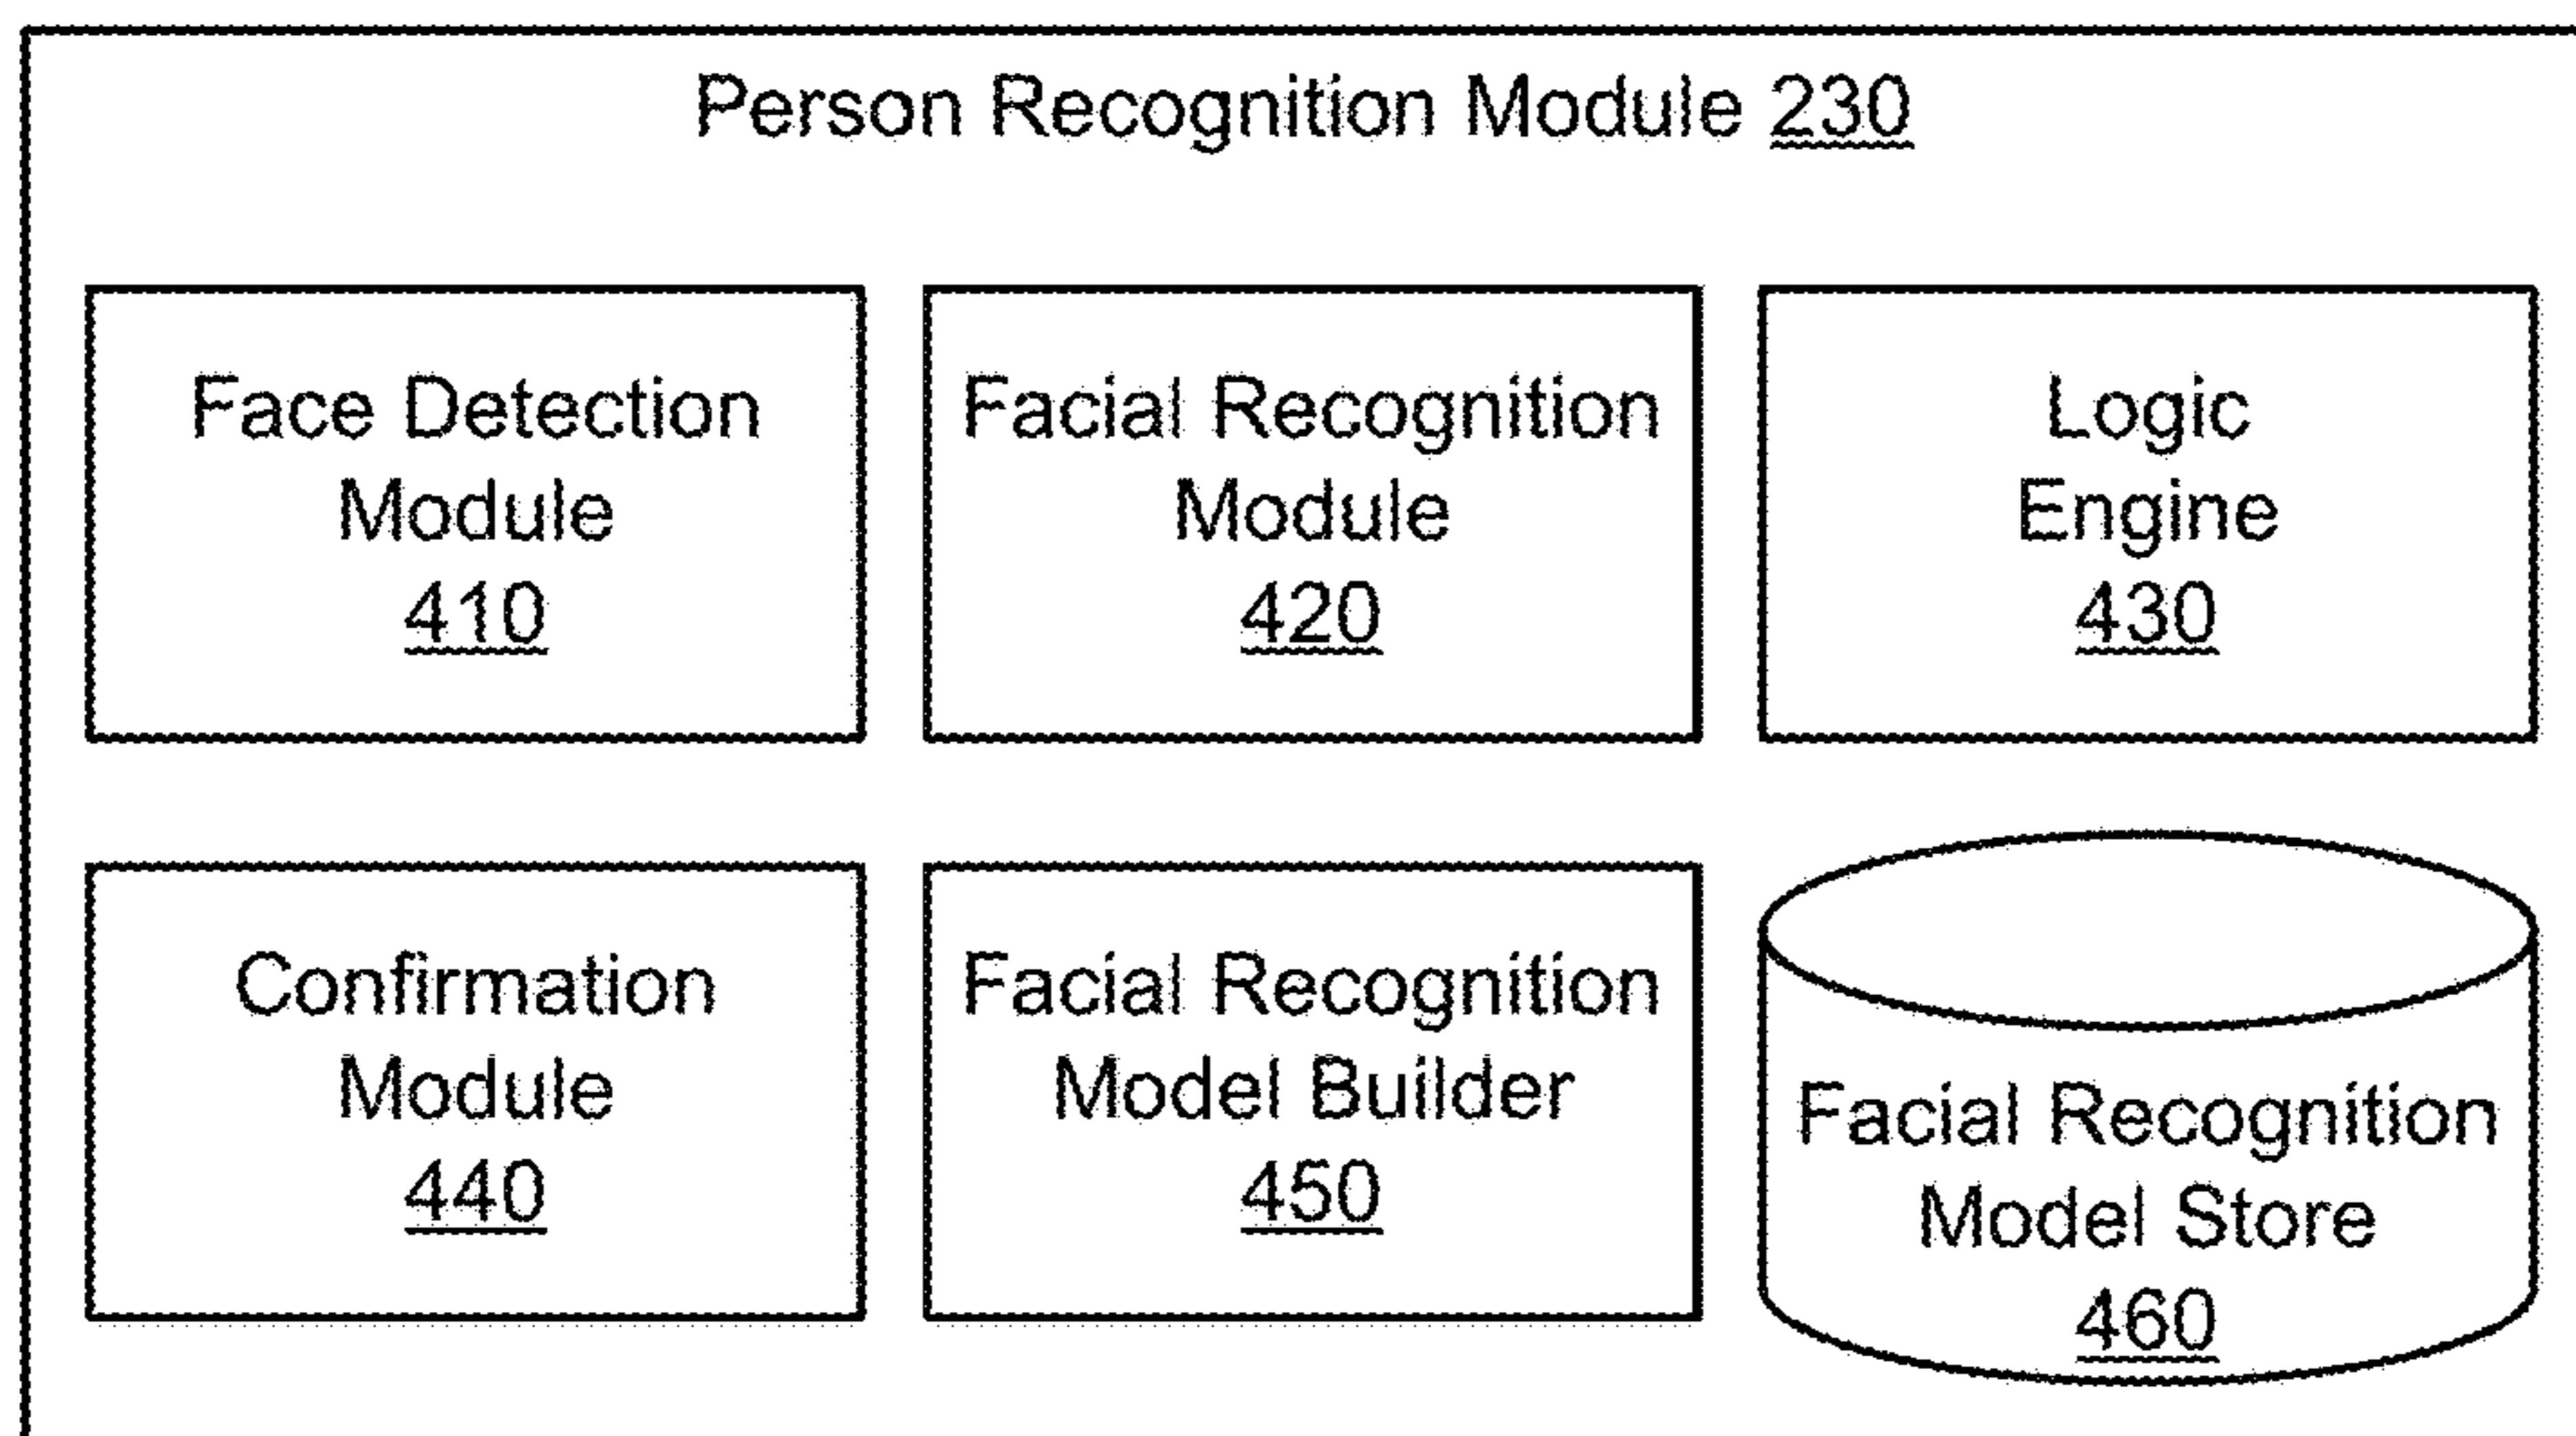 Person Recognition Module 230
Face Detection
Module
410
Facial Recognition
Module
420
Logic
Engine
430
Confirmation
Module
440
Facial Recognition
Model Builder
450
Facial Recognition
Model Store
460